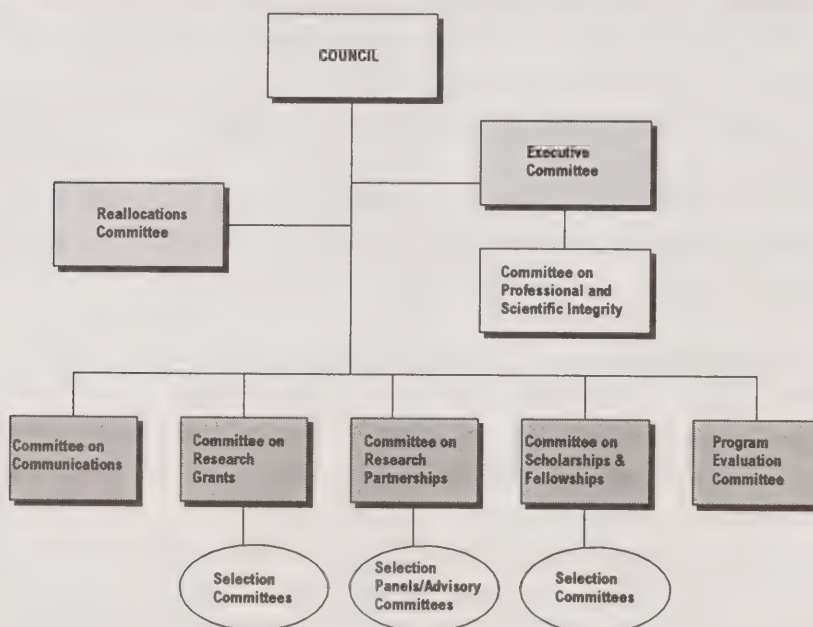 COUNCIL
Executive
Committee
Reallocations
Committee
Committee on
Professional and
Scientific Integrity
Committee on
Communications
Committee on
Research
Grants
Committee on
Research
Partnerships
Committee on
Scholarships &
Fellowships
Program
Evaluation
Committee
Selection
Committees
Selection
Panels/Advisory
Committees
Selection
Committees